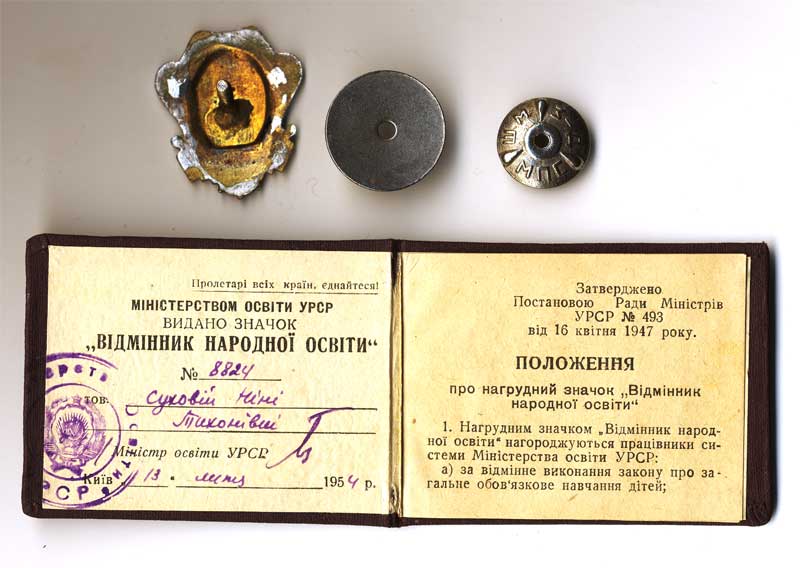 ШМЗ
МПС
Пролетарі всіх країн, єднайтеся!
МІНІСТЕРСТВОМ ОСВІТИ УРСР
ВИДАНО ЗНАЧОК
„ВІДМІННИК НАРОДНОЇ ОСВІТИ“
№ 8824
тов. Суховій Ніні
Тихонівні
Міністр освіти УРСР
Київ „13 “ липц 1954 р.
Затверджено
Постановою Ради Міністрів
УРСР № 493
від 16 квітня 1947 року.
ПОЛОЖЕННЯ
про нагрудний значок „Відмінник
народної освіти“
1. Нагрудним значком „Відмінник народ-
ної освіти“ нагороджуються працівники си-
стеми Міністерства освіти УРСР:
а) за відмінне виконання закону про за-
гальне обов'язкове навчання дітей;